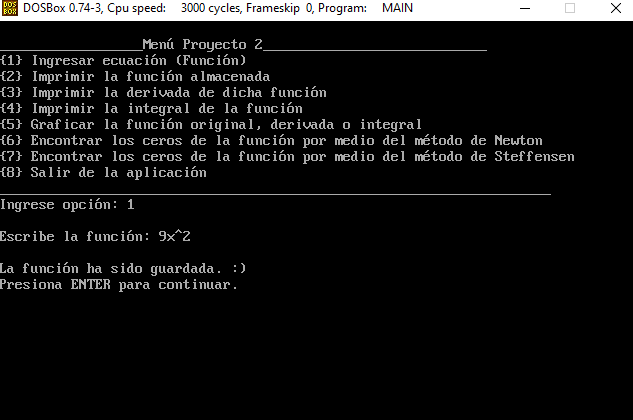 DOSBox 0.74-3, Cpu speed: 3000 cycles, Frameskip 0, Program: MAIN
__________________Menú Proyecto 2____________________________
{1} Ingresar ecuación (Función)
{2} Imprimir la función almacenada
{3} Imprimir la derivada de dicha función
{4} Imprimir la integral de la función
{5} Graficar la función original, derivada o integral
{6} Encontrar los ceros de la función por medio del método de Newton
{7} Encontrar los ceros de la función por medio del método de Steffensen
{8} Salir de la aplicación
_____________________________________________________________________
Ingrese opción: 1
Escribe la función: 9x^2
La función ha sido guardada. :)
Presiona ENTER para continuar.